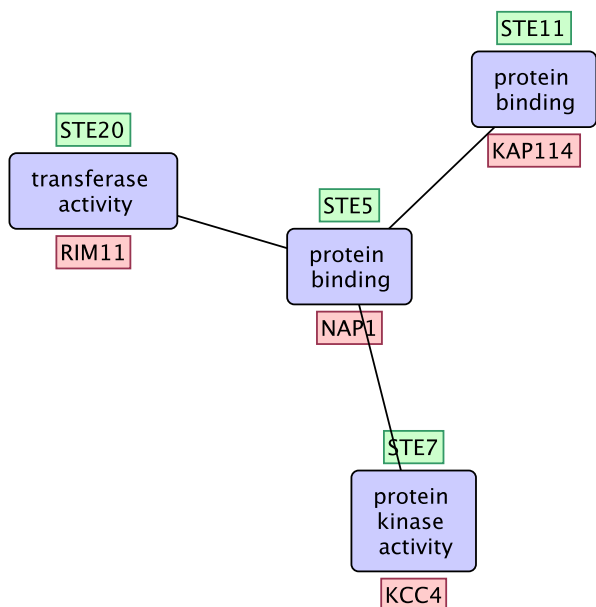 STE11
protein
binding
KAP114
STE20
transferase
activity
RIM11
STE5
protein
binding
NAP1
STE7
protein
kinase
activity
KCC4